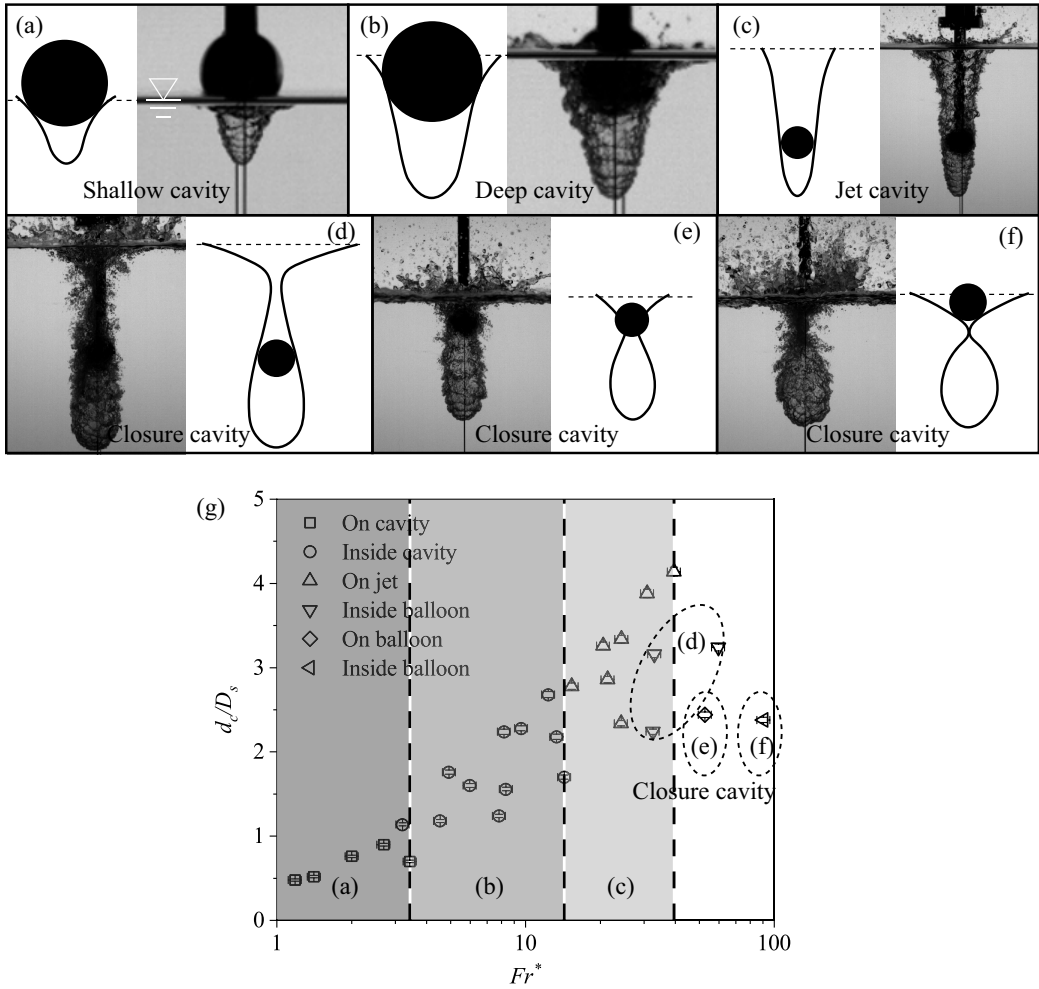 (a)
Shallow cavity
(b)
Deep cavity
(c)
Jet cavity
(d)
Closure cavity
(e)
Closure cavity
(f)
Closure cavity
(g)
5
4
3
2
1
0
d_c/D_s
On cavity
Inside cavity
On jet
Inside balloon
On balloon
Inside balloon
(d)
(e)
(f)
Closure cavity
(a)
(b)
(c)
1
10
100
Fr*